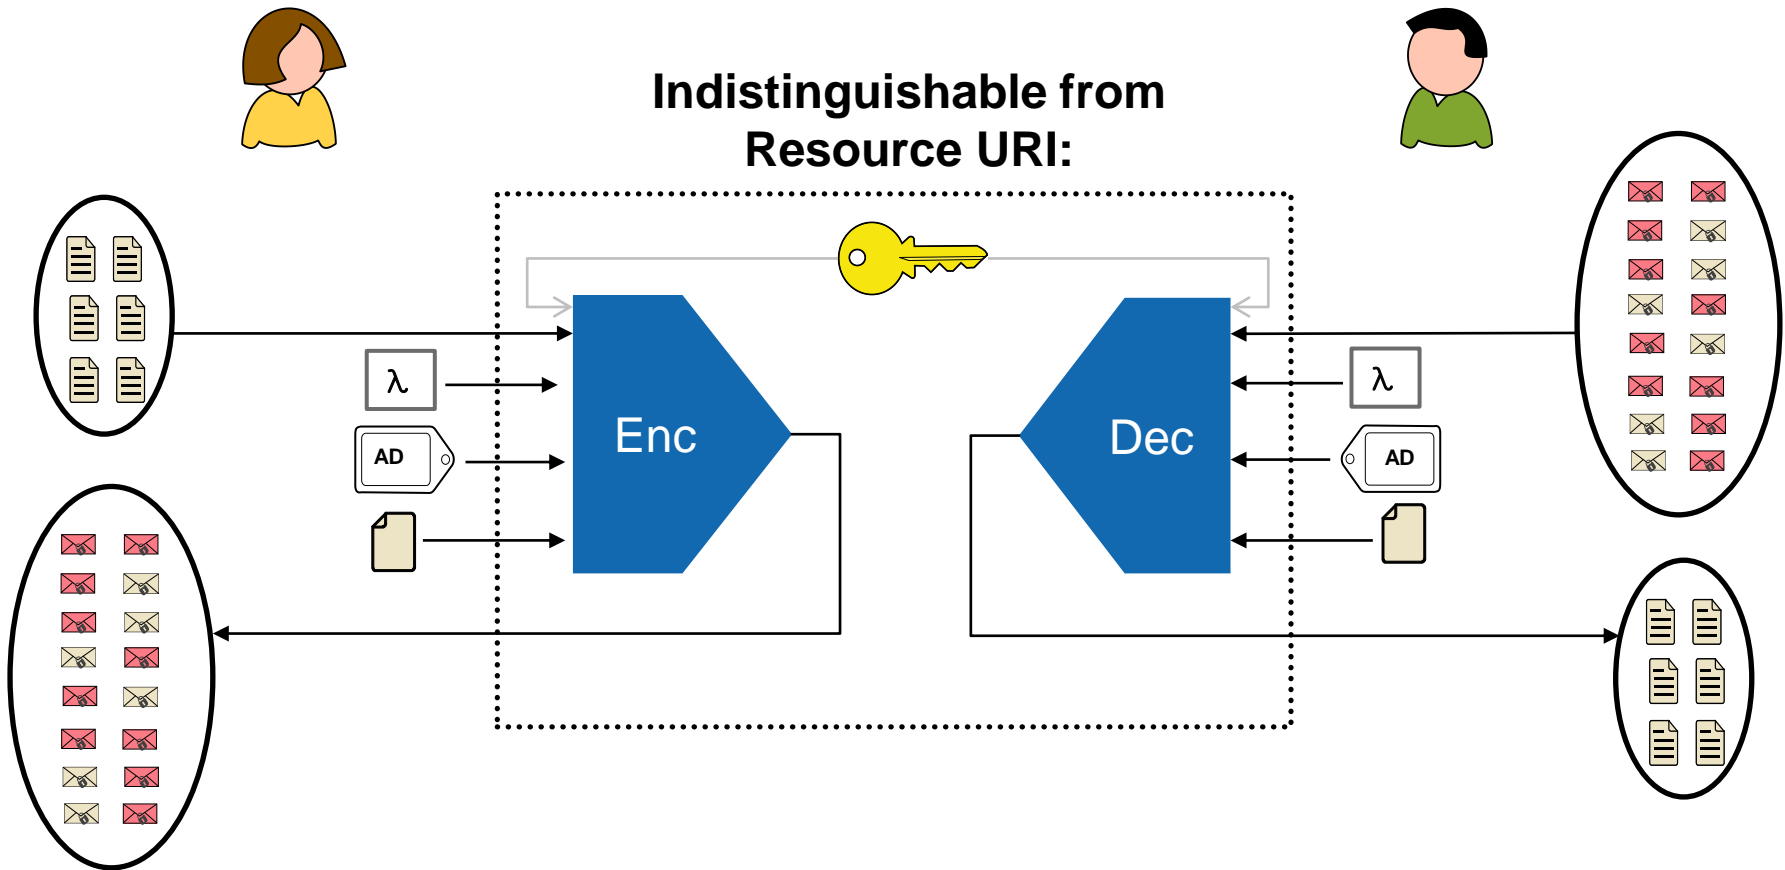 Indistinguishable from
Resource URI:
λ
λ
AD
Enc
Dec
AD